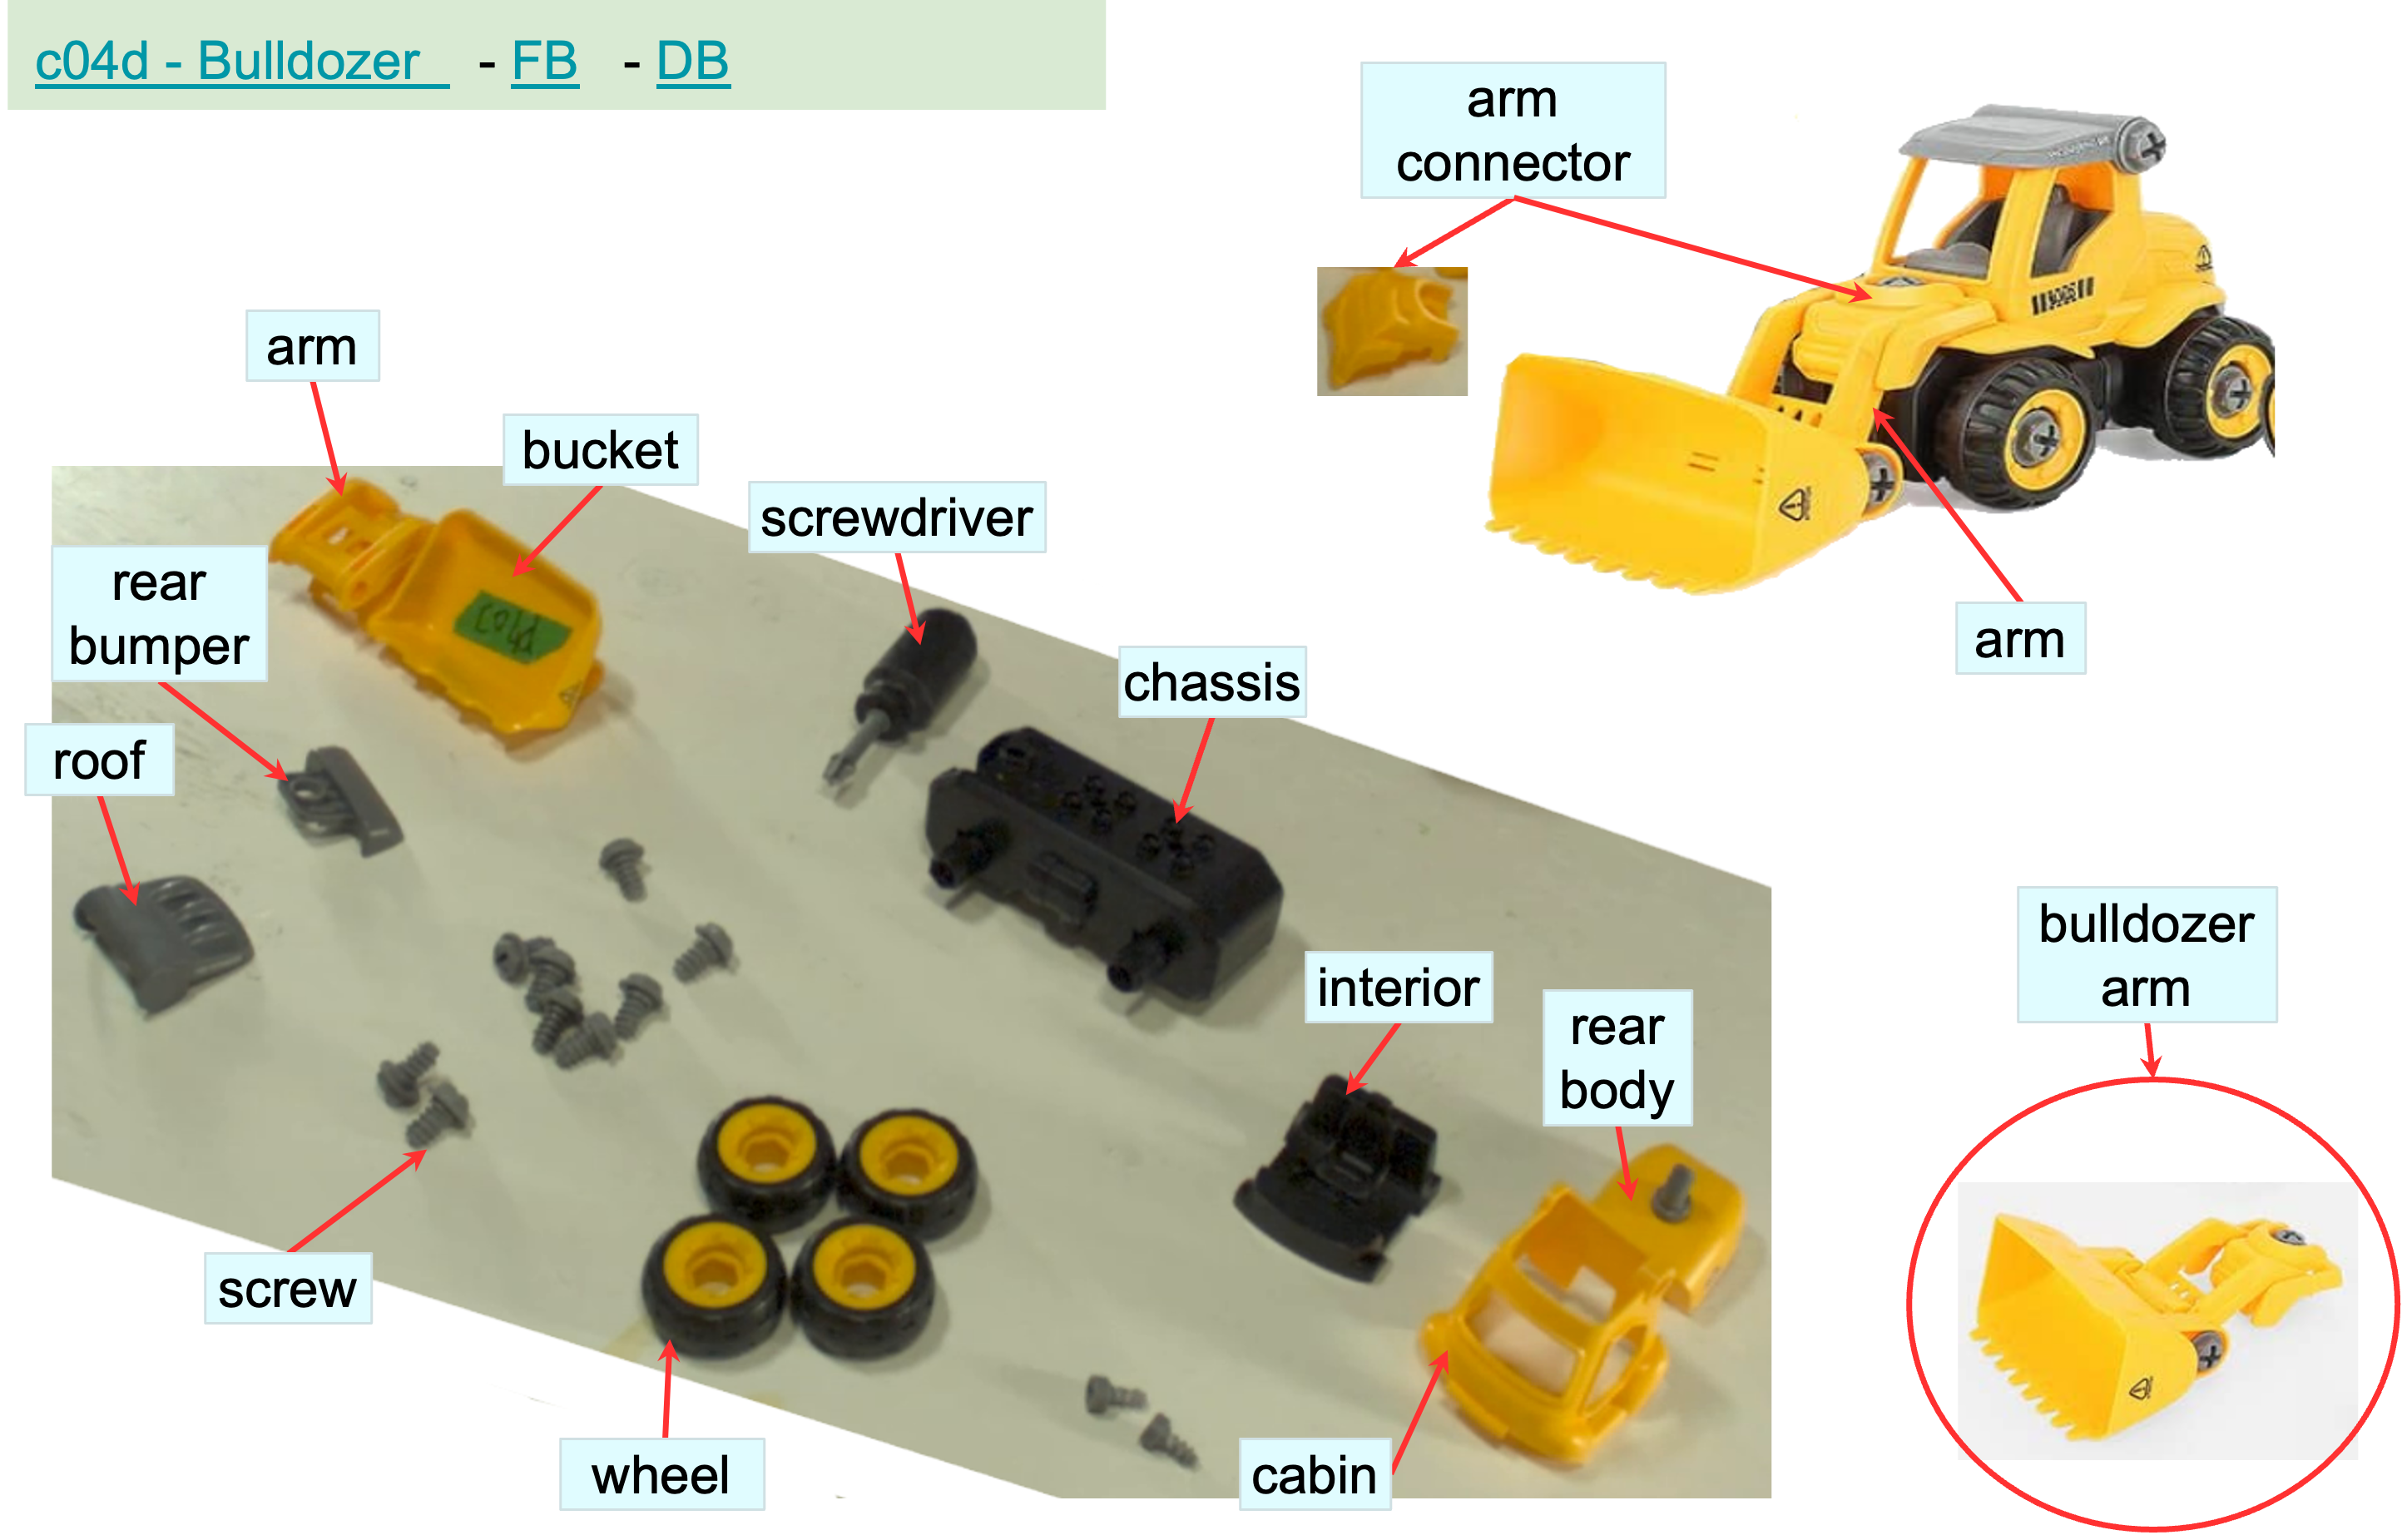 c04d - Bulldozer - FB - DB
arm
connector
arm
bucket
screwdriver
rear
bumper
arm
chassis
roof
c04d
bulldozer
arm
interior
rear
body
screw
wheel
cabin